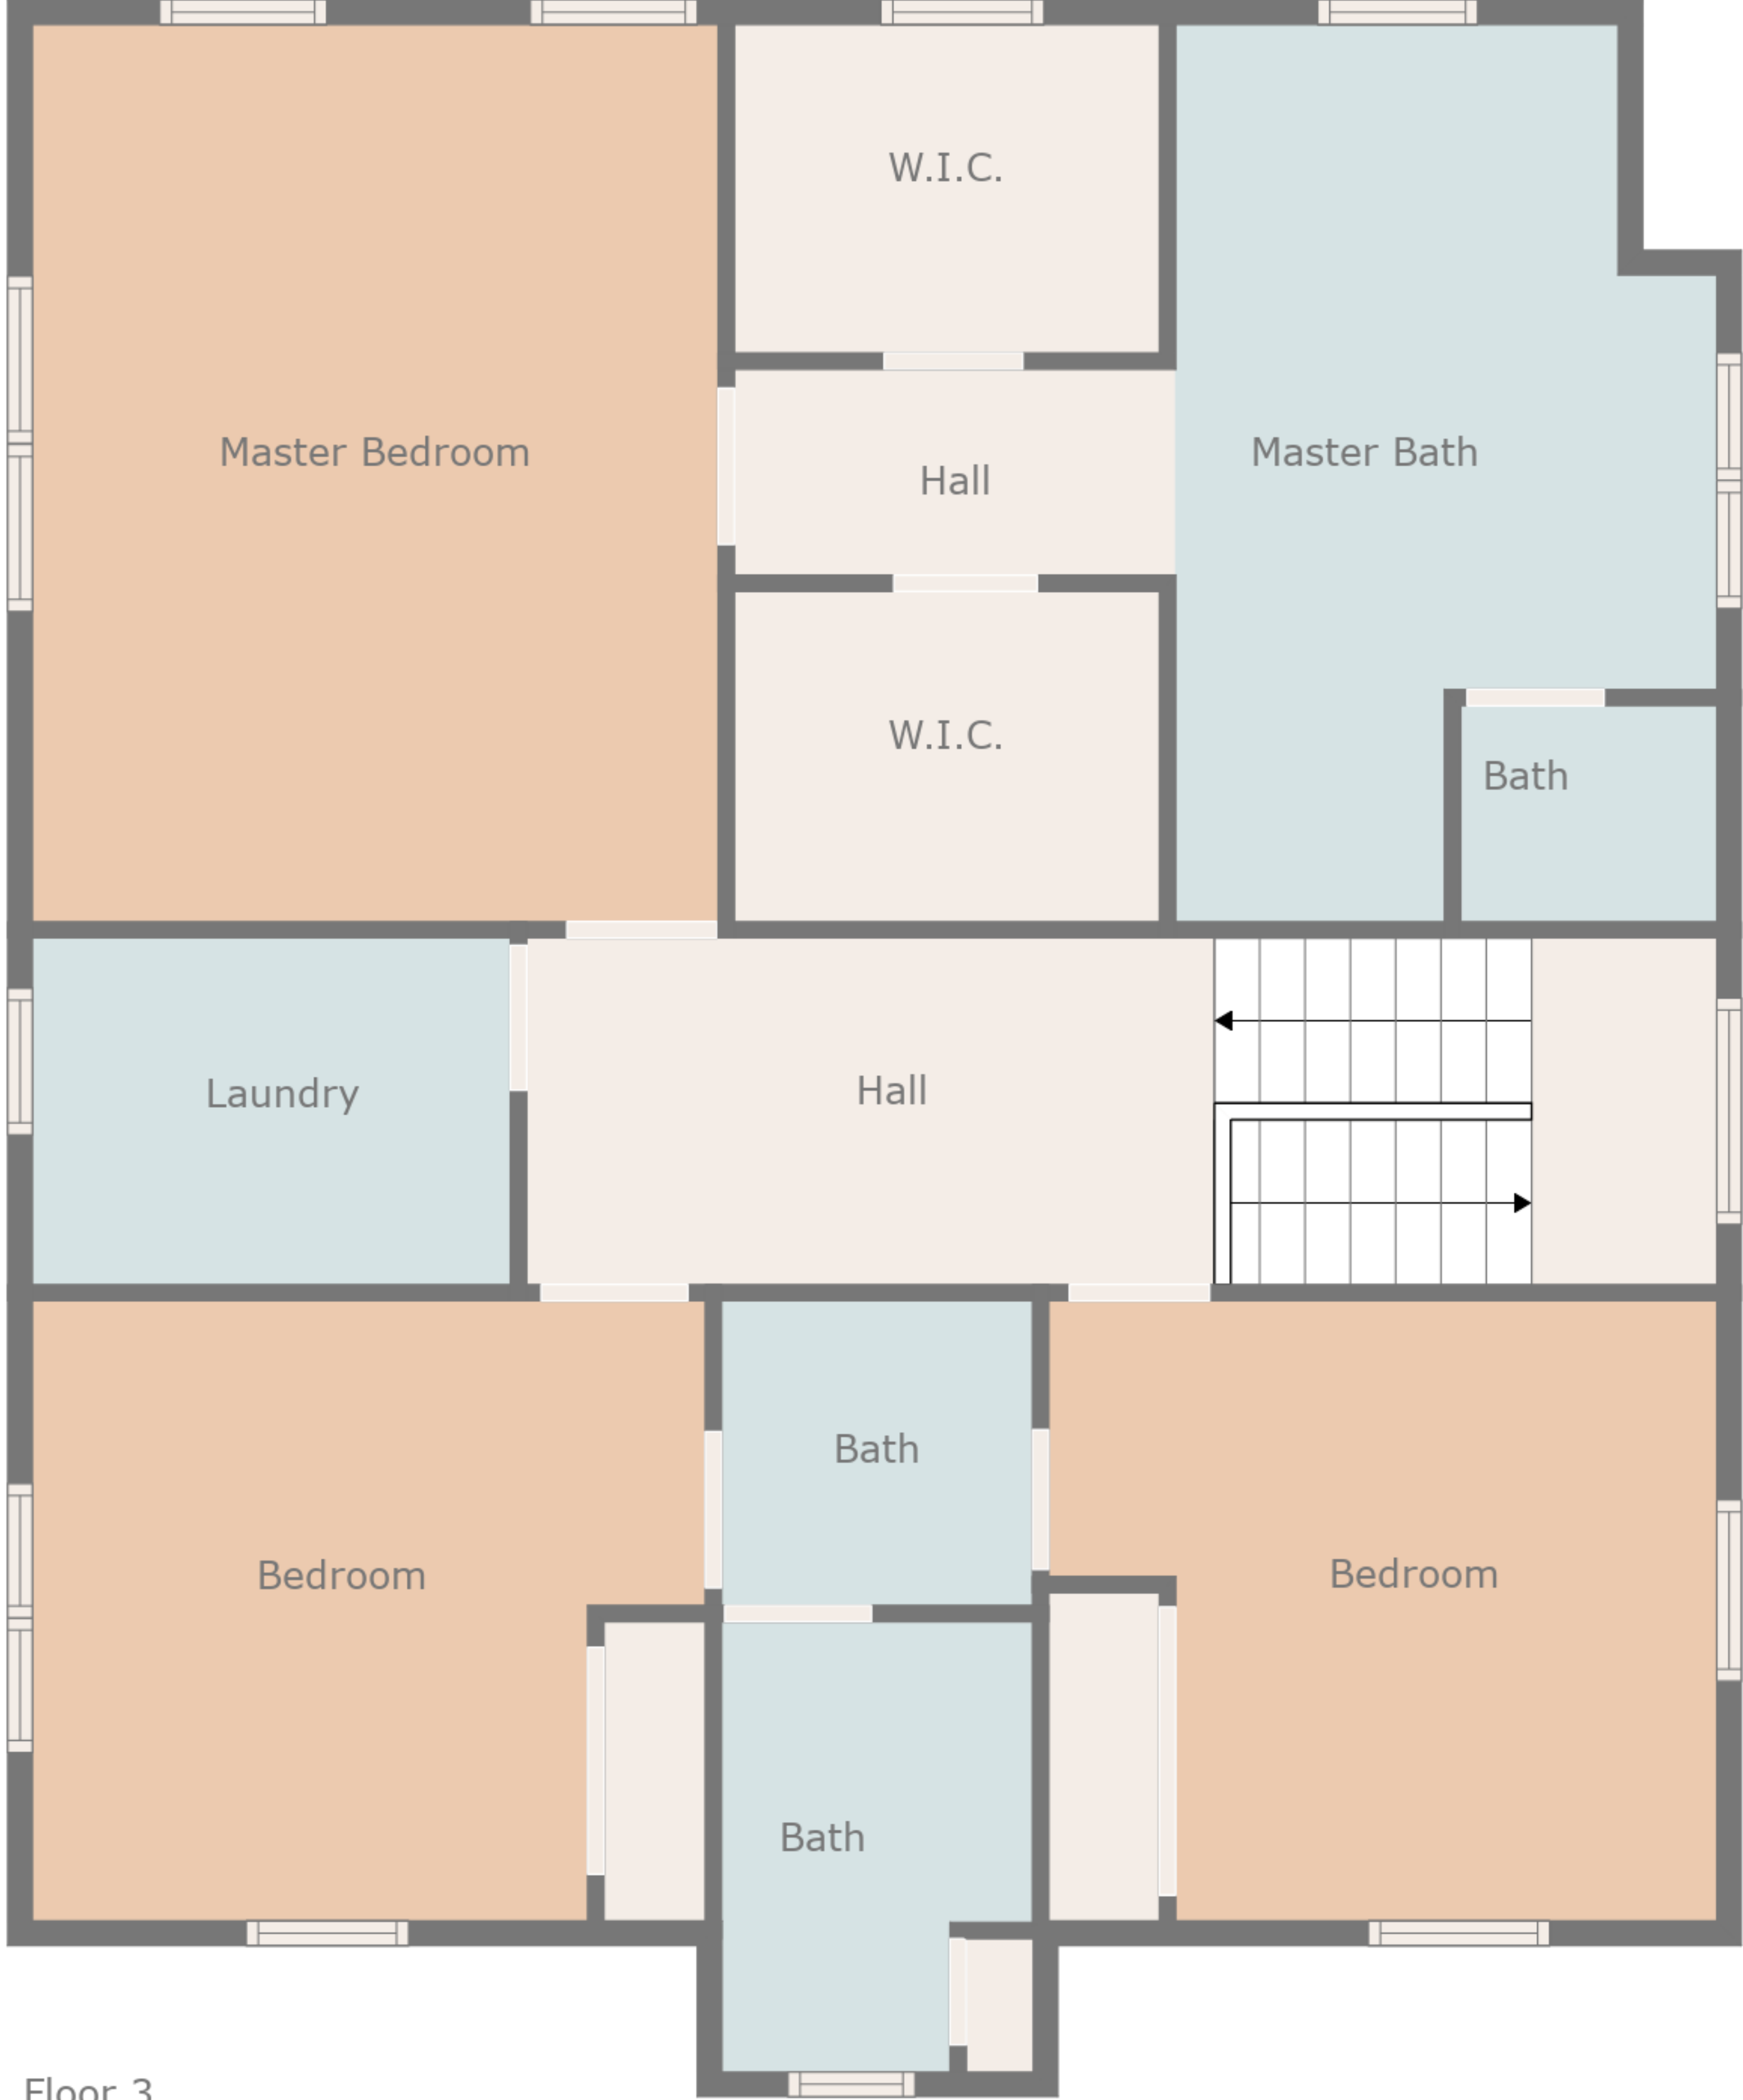 W.I.C.
Master Bedroom
Master Bath
Hall
W.I.C.
Bath
Laundry
Hall
Bath
Bedroom
Bedroom
Bath
Floor 3